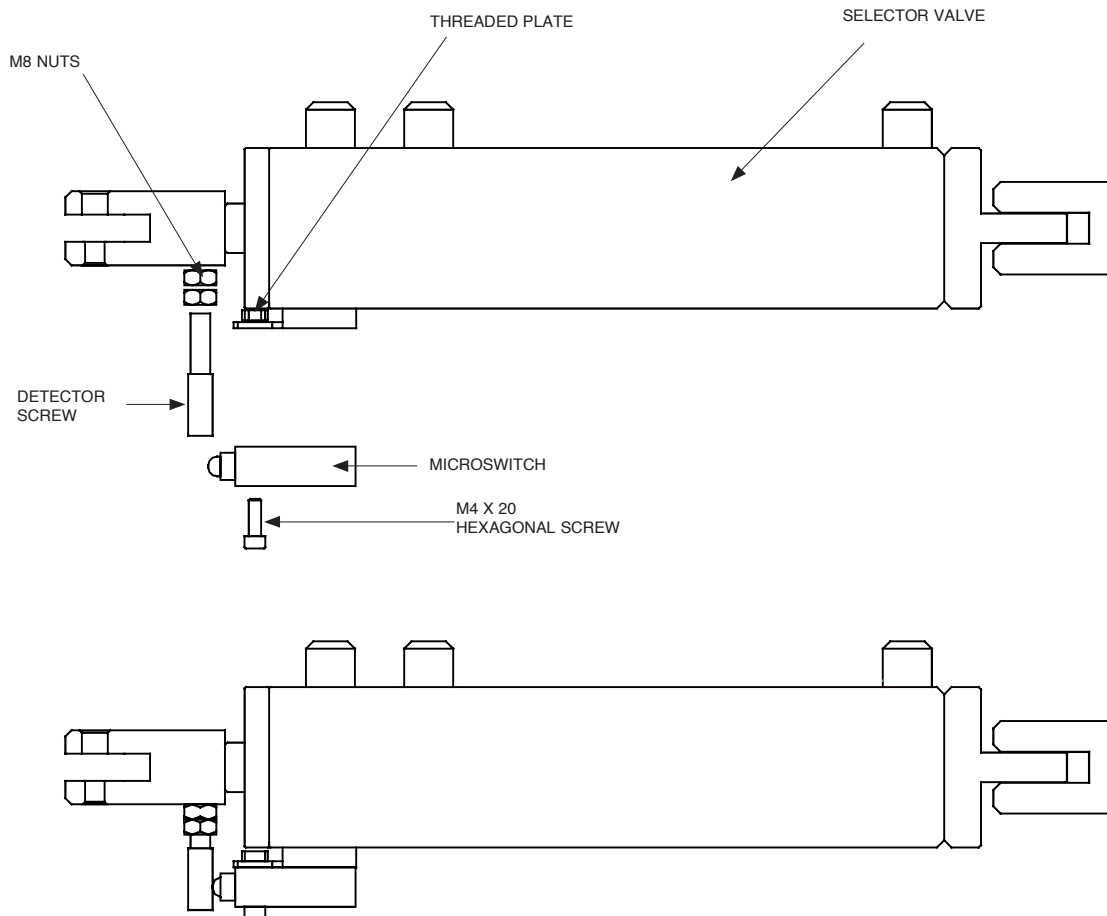 THREADED PLATE
SELECTOR VALVE
M8 NUTS
DETECTOR
SCREW
MICROSWITCH
M4 X 20
HEXAGONAL SCREW